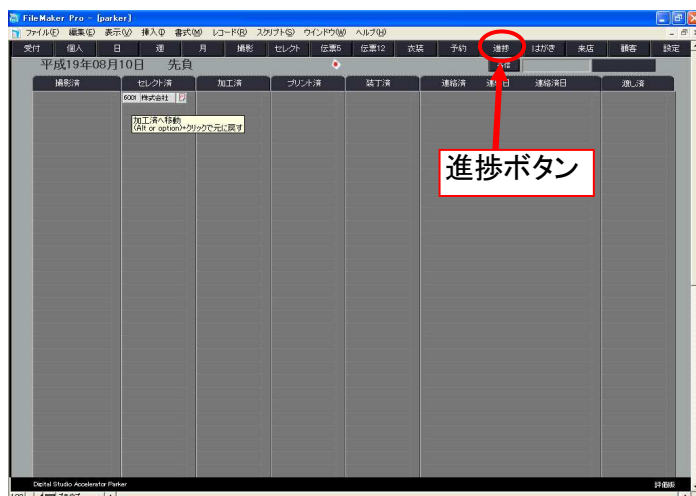 FileMaker Pro - [parker]
ファイル(F) 編集(E) 表示(V) 挿入(I) 書式(M) レコード(R) スクリプト(S) ウインドウ(W) ヘルプ(H)
受付 個人 日 週 月 撮影 セレクト 伝票5 伝票12 衣装 予約 進捗 はがき 来店 顧客 設定
平成19年08月10日 先負
撮影済 セレクト済 加工済 プリント済 装丁済 連絡済 連絡日 連絡済日 渡し済
6001 株式会社
加工済へ移動
(Alt or option)+クリックで元に戻す
進捗ボタン
Digital Studio Accelerator Parker 評価版